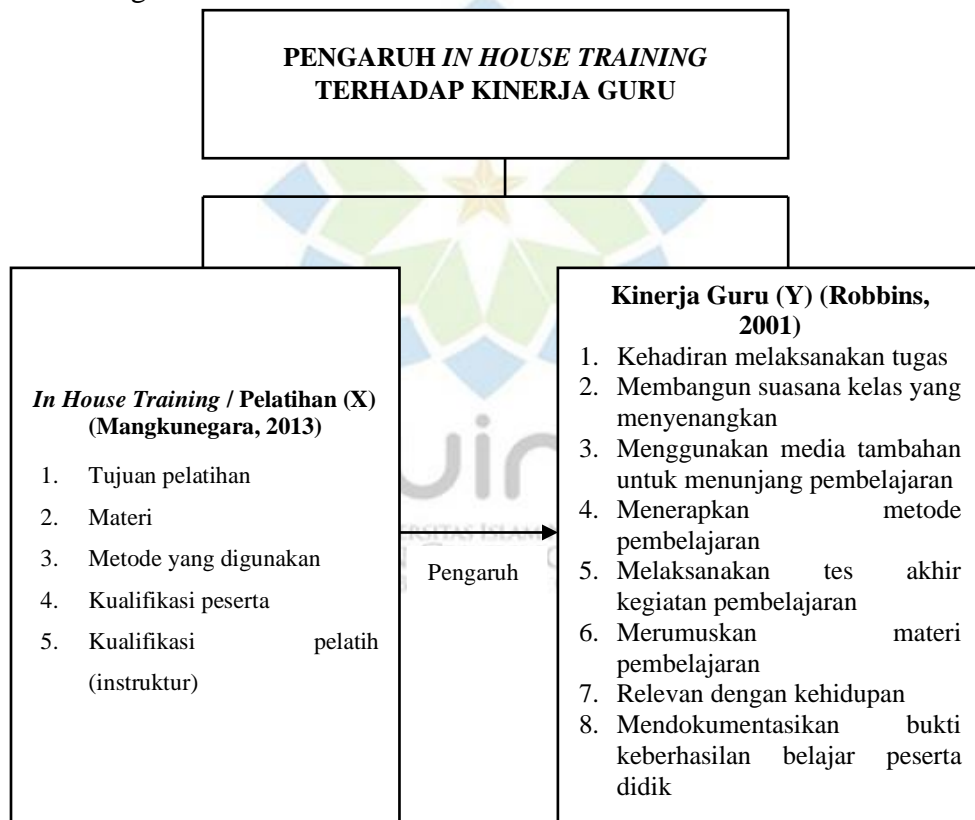 PENGARUH IN HOUSE TRAINING
TERHADAP KINERJA GURU
In House Training / Pelatihan (X)
(Mangkunegara, 2013)
1. Tujuan pelatihan
2. Materi
3. Metode yang digunakan
4. Kualifikasi peserta
5. Kualifikasi pelatih
(instruktur)
Pengaruh
Kinerja Guru (Y) (Robbins,
2001)
1. Kehadiran melaksanakan tugas
2. Membangun suasana kelas yang
menyenangkan
3. Menggunakan media tambahan
untuk menunjang pembelajaran
4. Menerapkan metode
pembelajaran
5. Melaksanakan tes akhir
kegiatan pembelajaran
6. Merumuskan materi
pembelajaran
7. Relevan dengan kehidupan
8. Mendokumentasikan bukti
keberhasilan belajar peserta
didik